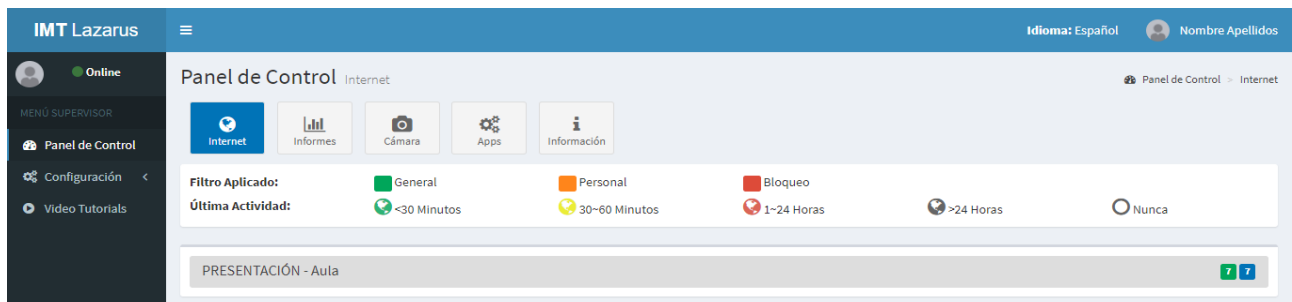 IMT Lazarus
Idioma: Español
Nombre Apellidos
Online
MENÚ SUPERVISOR
Panel de Control
Configuración
Video Tutorials
Panel de Control Internet
Panel de Control > Internet
Internet
Informes
Cámara
Apps
Información
Filtro Aplicado: General Personal Bloqueo
Última Actividad: <30 Minutos 30~60 Minutos 1~24 Horas >24 Horas Nunca
PRESENTACIÓN - Aula 7 7